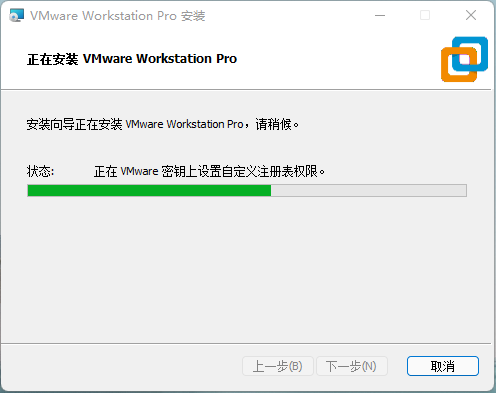 VMware Workstation Pro 安装
正在安装 VMware Workstation Pro
安装向导正在安装 VMware Workstation Pro，请稍候。
状态: 正在 VMware 密钥上设置自定义注册表权限。
上一步(B) 下一步(N) 取消